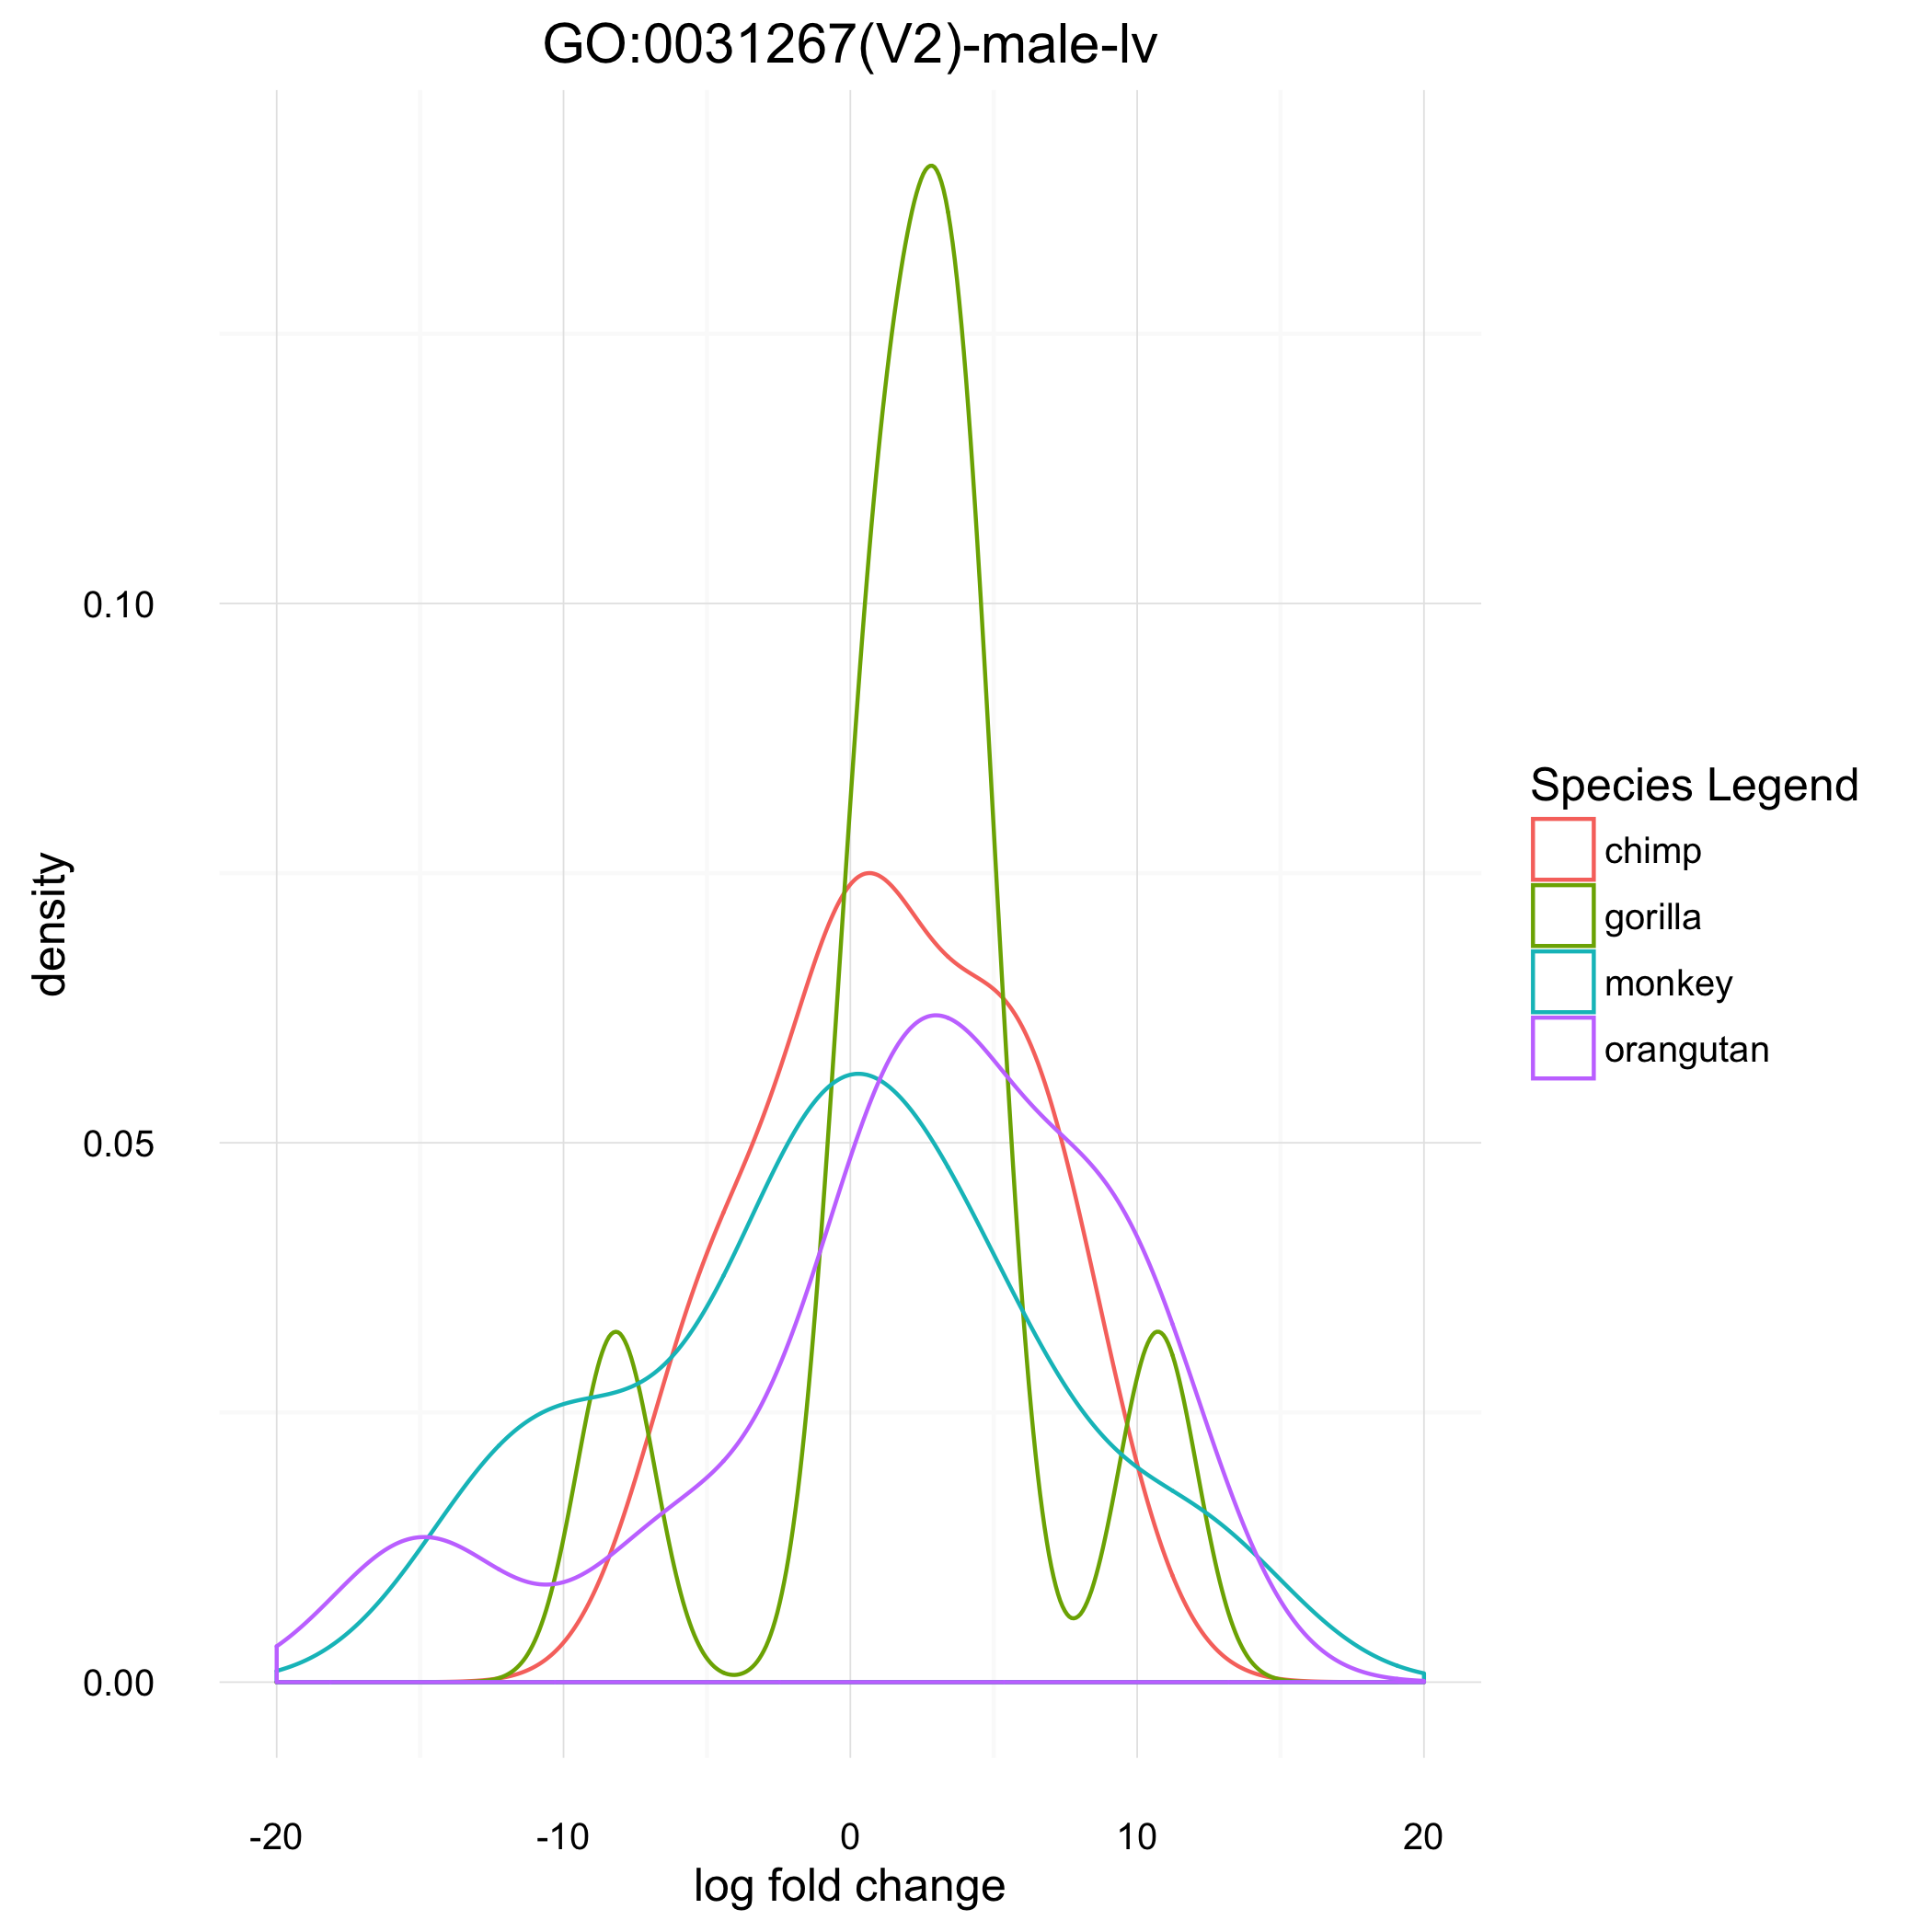 GO:0031267(V2)-male-lv
density
0.10
0.05
0.00
-20
-10
0
10
20
log fold change
Species Legend
chimp
gorilla
monkey
orangutan